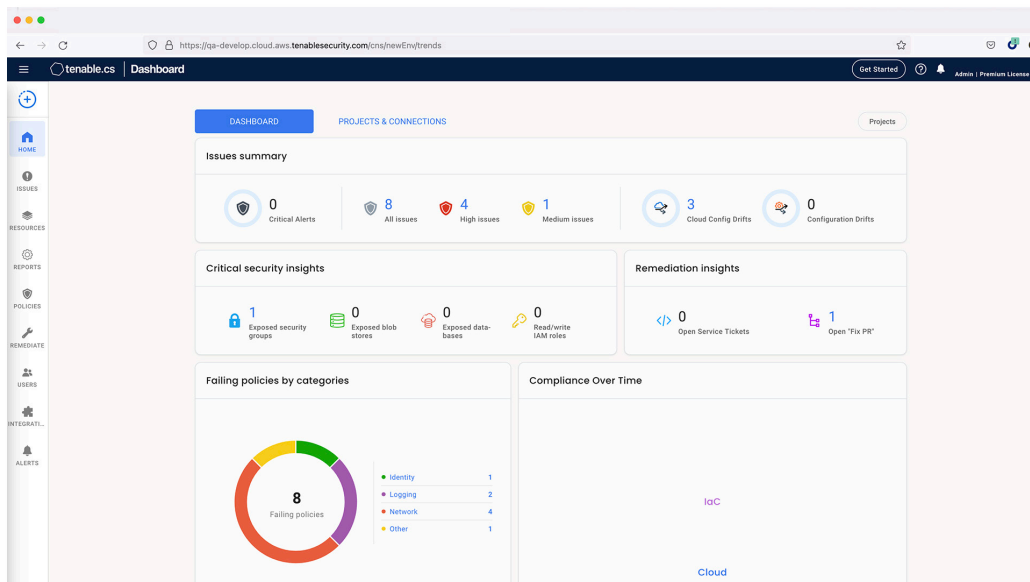 https://qa-develop.cloud.aws.tenablesecurity.com/cns/newEnv/trends
tenable.cs | Dashboard
Get Started
Admin | Premium License
HOME
ISSUES
RESOURCES
REPORTS
POLICIES
REMEDIATE
USERS
INTEGRATI...
ALERTS
DASHBOARD
PROJECTS & CONNECTIONS
Projects
Issues summary
0
Critical Alerts
8
All issues
4
High issues
1
Medium issues
3
Cloud Config Drifts
0
Configuration Drifts
Critical security insights
1
Exposed security
groups
0
Exposed blob
stores
0
Exposed data-
bases
0
Read/write
IAM roles
Remediation insights
0
Open Service Tickets
1
Open "Fix PR"
Failing policies by categories
8
Failing policies
Identity 1
Logging 2
Network 4
Other 1
Compliance Over Time
IaC
Cloud